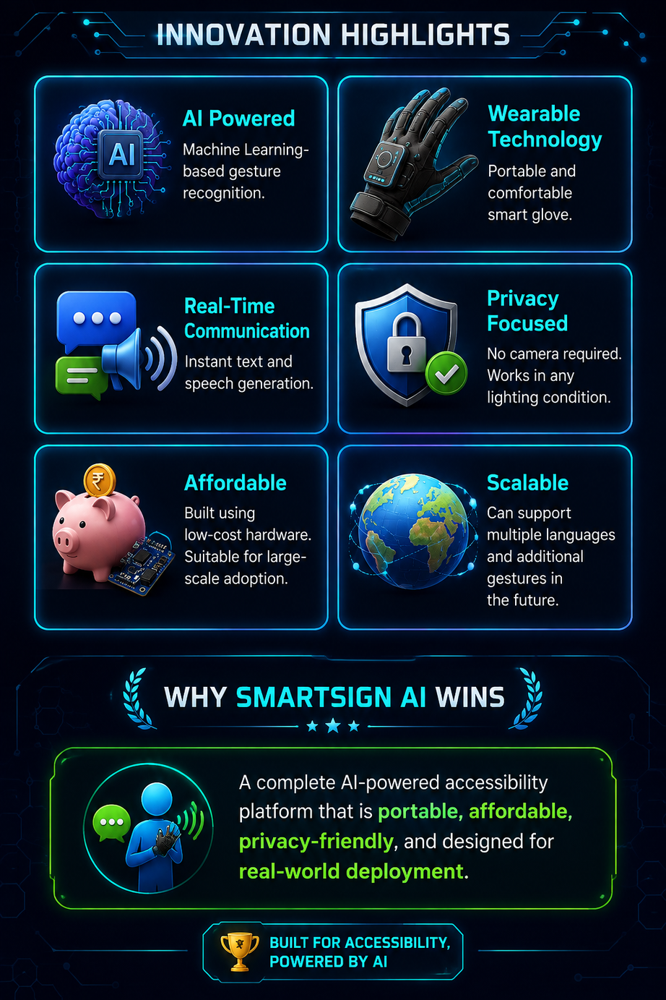 INNOVATION HIGHLIGHTS
AI
AI Powered
Machine Learning-
based gesture
recognition.
Wearable
Technology
Portable and
comfortable
smart glove.
Real-Time
Communication
Instant text and
speech generation.
Privacy
Focused
No camera required.
Works in any
lighting condition.
₹
Affordable
Built using
low-cost hardware.
Suitable for large-
scale adoption.
Scalable
Can support
multiple languages
and additional
gestures in
the future.
WHY SMARTSIGN AI WINS
A complete AI-powered accessibility
platform that is portable, affordable,
privacy-friendly, and designed for
real-world deployment.
BUILT FOR ACCESSIBILITY,
POWERED BY AI